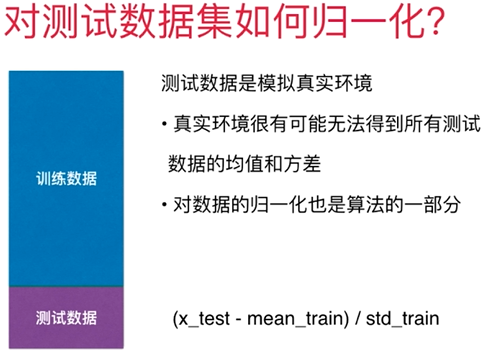 对测试数据集如何归一化?
测试数据是模拟真实环境
• 真实环境很有可能无法得到所有测试
数据的均值和方差
训练数据
• 对数据的归一化也是算法的一部分
测试数据
(x_test - mean_train) / std_train